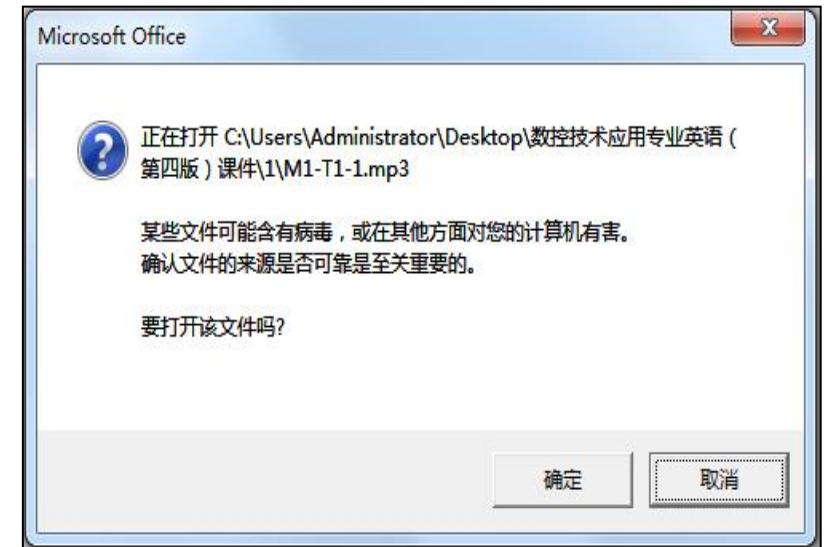 Microsoft Office
正在打开 C:\Users\Administrator\Desktop\数控技术应用专业英语（
第四版）课件\1\M1-T1-1.mp3
某些文件可能含有病毒，或在其他方面对您的计算机有害。
确认文件的来源是否可靠是至关重要的。
要打开该文件吗?
确定 取消